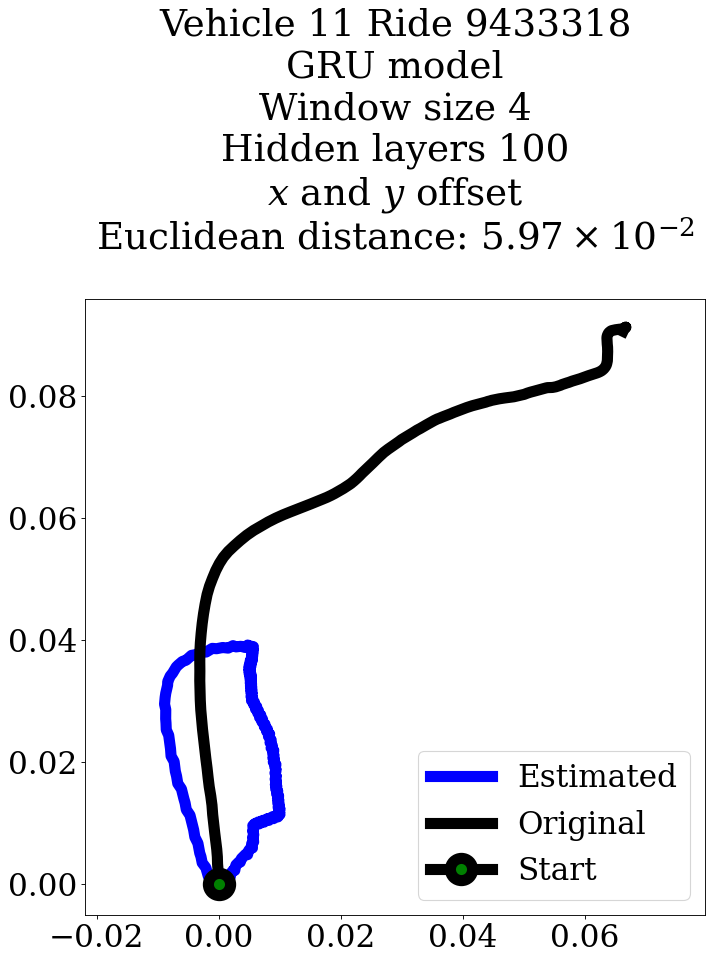 Vehicle 11 Ride 9433318
GRU model
Window size 4
Hidden layers 100
x and y offset
Euclidean distance: 5.97 × 10⁻²
0.08
0.06
0.04
0.02
0.00
Estimated
Original
Start
−0.02 0.00 0.02 0.04 0.06